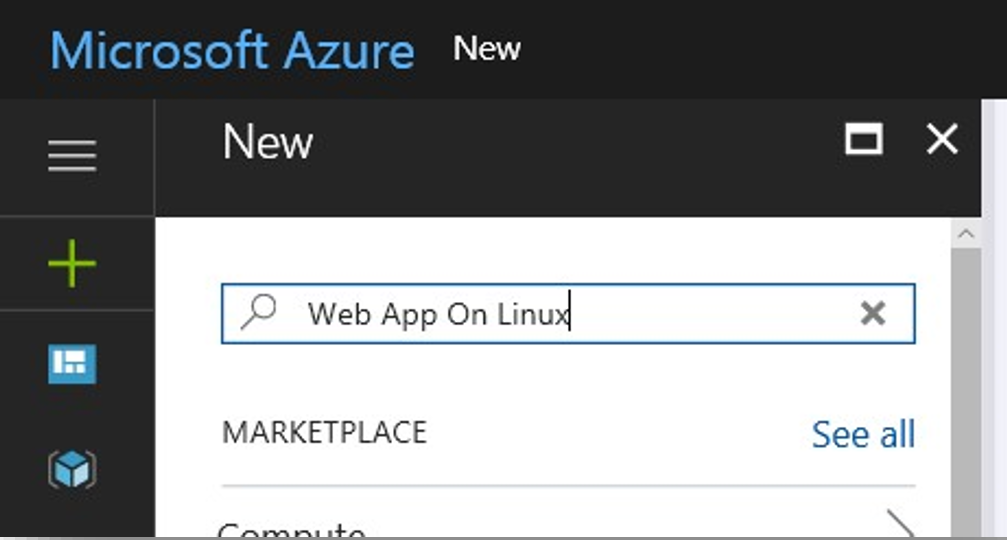 Microsoft Azure New
New
Web App On Linux
MARKETPLACE See all
Compute